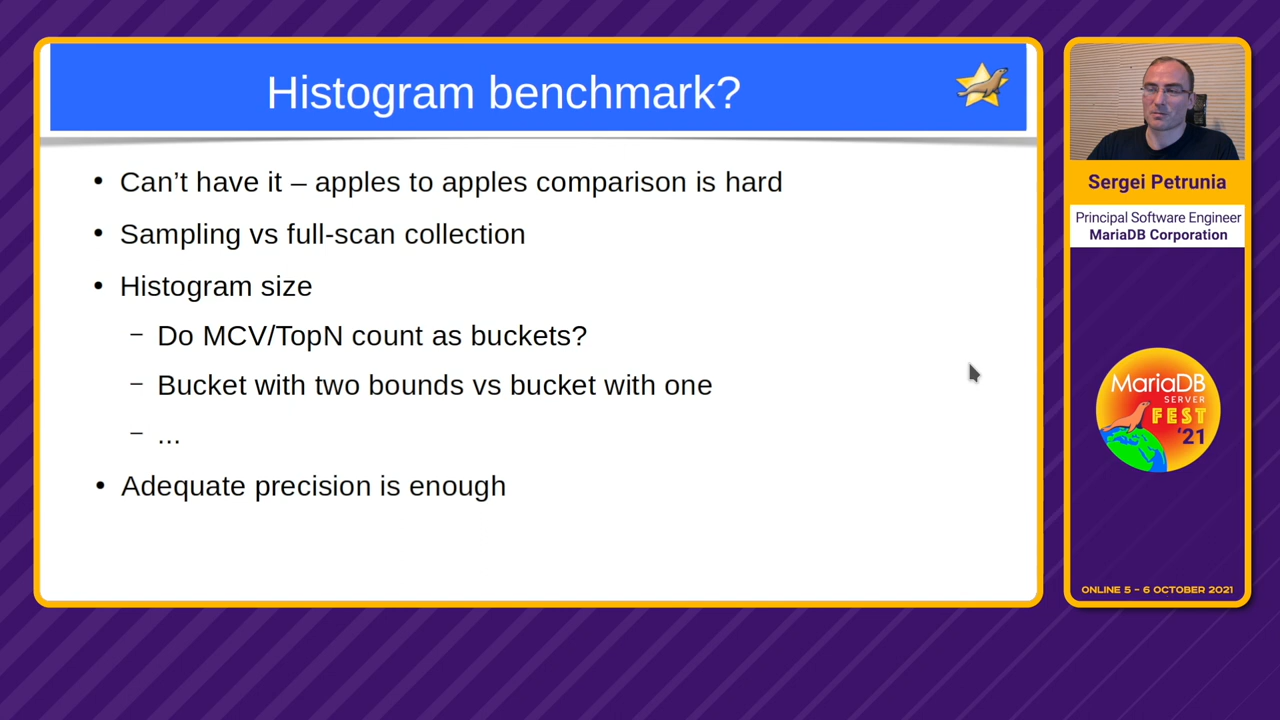 Histogram benchmark?
• Can’t have it – apples to apples comparison is hard
• Sampling vs full-scan collection
• Histogram size
– Do MCV/TopN count as buckets?
– Bucket with two bounds vs bucket with one
– ...
• Adequate precision is enough
Sergei Petrunia
Principal Software Engineer
MariaDB Corporation
MariaDB
SERVER
FEST
'21
ONLINE 5 – 6 OCTOBER 2021